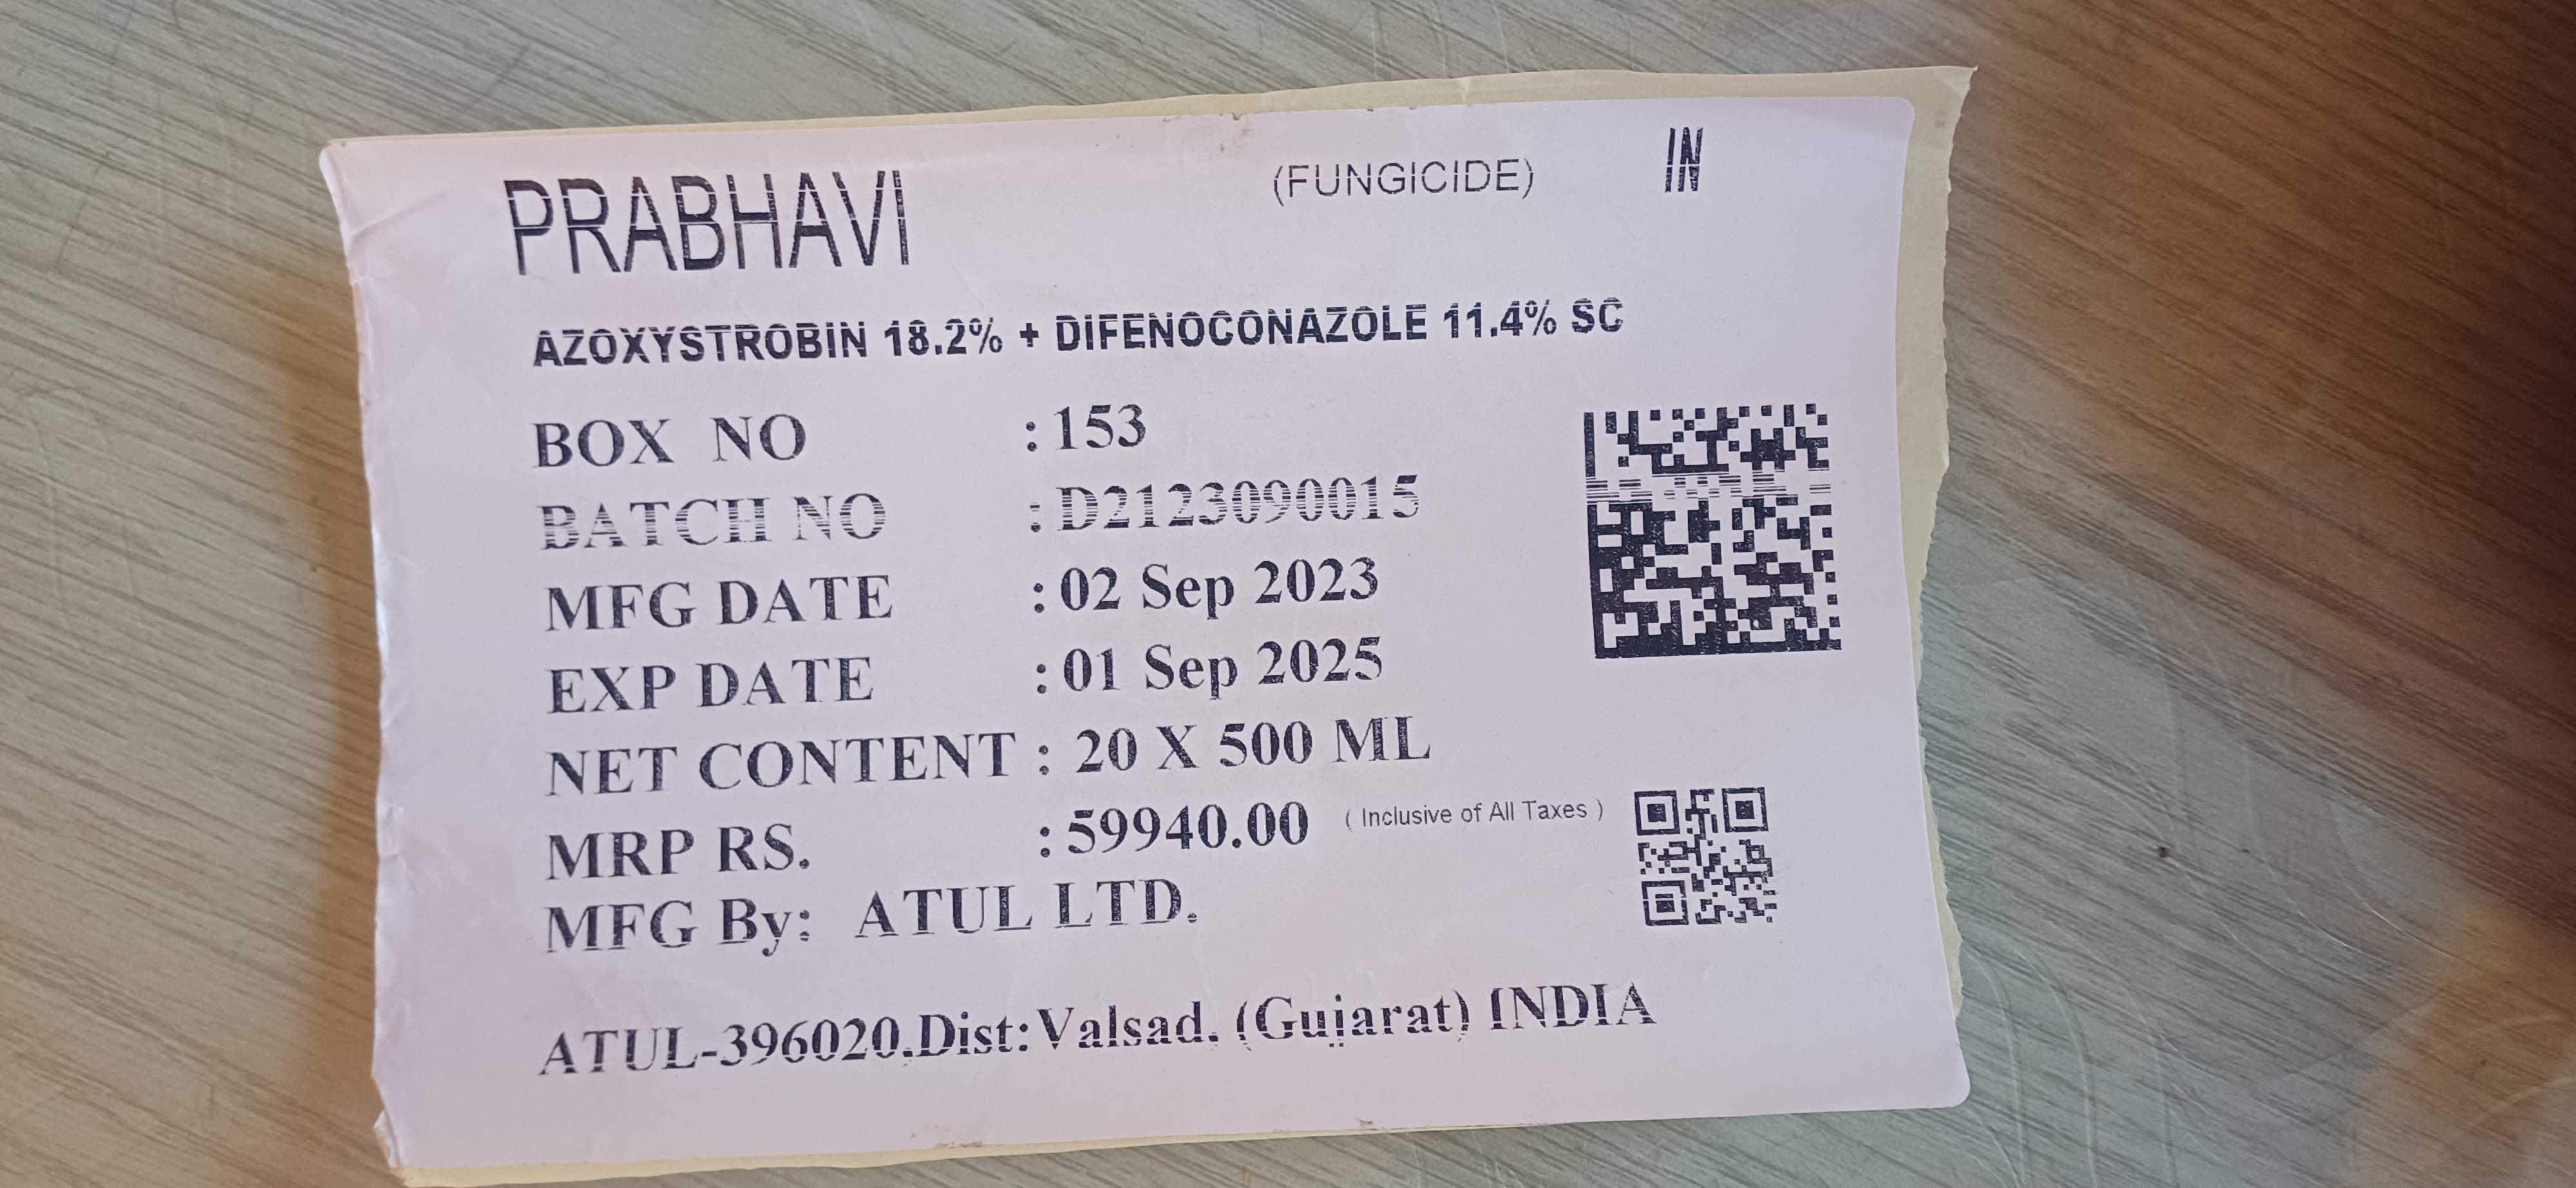 PRABHAVI (FUNGICIDE) IN
AZOXYSTROBIN 18.2% + DIFENOCONAZOLE 11.4% SC
BOX NO : 153
BATCH NO : D2123090015
MFG DATE : 02 Sep 2023
EXP DATE : 01 Sep 2025
NET CONTENT : 20 X 500 ML
MRP RS. : 59940.00 ( Inclusive of All Taxes )
MFG By: ATUL LTD.
ATUL-396020.Dist:Valsad. (Gujarat) INDIA